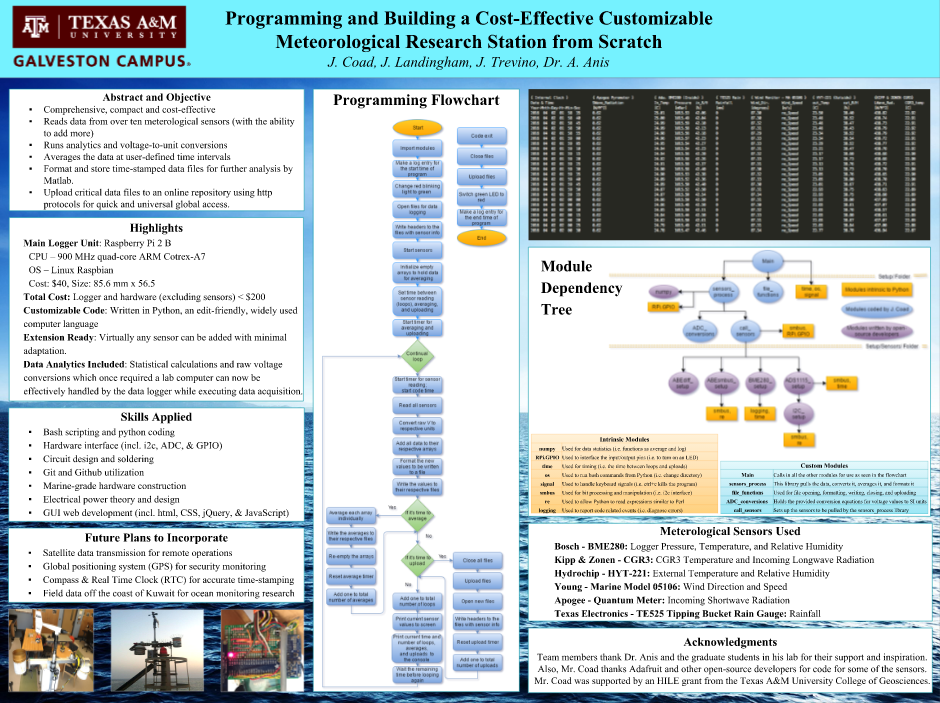 TEXAS A&M
UNIVERSITY
GALVESTON CAMPUS
Programming and Building a Cost-Effective Customizable
Meteorological Research Station from Scratch
J. Coad, J. Landingham, J. Trevino, Dr. A. Anis
Abstract and Objective
• Comprehensive, compact and cost-effective
• Reads data from over ten meterological sensors (with the ability
to add more)
• Runs analytics and voltage-to-unit conversions
• Averages the data at user-defined time intervals
• Format and store time-stamped data files for further analysis by
Matlab.
• Upload critical data files to an online repository using http
protocols for quick and universal global access.
Highlights
Main Logger Unit: Raspberry Pi 2 B
CPU – 900 MHz quad-core ARM Cotrex-A7
OS – Linux Raspbian
Cost: $40, Size: 85.6 mm x 56.5
Total Cost: Logger and hardware (excluding sensors) < $200
Customizable Code: Written in Python, an edit-friendly, widely used
computer language
Extension Ready: Virtually any sensor can be added with minimal
adaptation.
Data Analytics Included: Statistical calculations and raw voltage
conversions which once required a lab computer can now be
effectively handled by the data logger while executing data acquisition.
Skills Applied
• Bash scripting and python coding
• Hardware interface (incl. i2c, ADC, & GPIO)
• Circuit design and soldering
• Git and Github utilization
• Marine-grade hardware construction
• Electrical power theory and design
• GUI web development (incl. html, CSS, jQuery, & JavaScript)
Future Plans to Incorporate
• Satellite data transmission for remote operations
• Global positioning system (GPS) for security monitoring
• Compass & Real Time Clock (RTC) for accurate time-stamping
• Field data off the coast of Kuwait for ocean monitoring research
Programming Flowchart
Start
Import modules
Make a log entry for
the start time of
program
Change red blinking
light to green
Open files for data
logging
Write headers to the
files with sensor info
Start sensors
Initialize empty
arrays to hold data
for averaging
Set time between
sensor reading
(loops), averaging,
and uploading
Start timer for
averaging and
uploading
Continual
loop
Start timer for sensor
reading,
start code time
Read all sensors
Convert raw V to
respective units
Add all data to their
respective arrays
Format the new
values to be written
to a file
Write the values to
their respective files
If it's time to
average
Yes
No
Average each array
individually
Write the averages to
their respective files
Re-empty the arrays
Reset average timer
Add one to total
number of averages
If it's time to
upload
Yes
No
Add one to total
number of loops
Print current sensor
values to screen
Print current time and
number of loops,
averages,
and uploads to
the console
Wait the remaining
time before looping
again
Close all files
Upload files
Open new files
Write headers to the
files with sensor info
Reset upload timer
Add one to total
number of uploads
Code exit
Close files
Upload files
Switch green LED to
red
Make a log entry for
the end time of
program
End
Module
Dependency
Tree
Main
Setup Folder
numpy
sensors_
process
file_
functions
time, os,
signal
Modules intrinsic to Python
RPi.GPIO
Modules coded by J. Coad
ADC_
conversions
call_
sensors
smbus,
RPi.GPIO
Modules written by open
source developers
Setup/Sensors/ Folder
BME280_
setup
ADS1115_
setup
smbus,
time
smbus,
re
logging,
time
I2C_
setup
smbus,
re
Intrinsic Modules
numpy Used for data statistics (i.e. functions as average and log)
RPi.GPIO Used to interface the input/output pins (i.e. to turn on an LED)
time Used for timing (i.e. the time between loops and uploads)
os Used to run bash commands from Python (i.e. change directory)
signal Used to handle keyboard signals (i.e. ctrl+c kills the program)
smbus Used for bit processing and manipulation (i.e. i2c interface)
re Used to allow Python to read expressions similar to Perl
logging Used to report code related events (i.e. diagnose errors)
Custom Modules
Main Calls in all the other modules for use as seen in the flowchart
sensors_process This library pulls the data, converts it, averages it, and formats it
file_functions Used for file opening, formatting, writing, closing, and uploading
ADC_conversions Holds the provided conversion equations for voltage values to SI units
call_sensors Sets up the sensors to be pulled by the sensors_process library
Meterological Sensors Used
Bosch - BME280: Logger Pressure, Temperature, and Relative Humidity
Kipp & Zonen - CGR3: CGR3 Temperature and Incoming Longwave Radiation
Hydrochip - HYT-221: External Temperature and Relative Humidity
Young - Marine Model 05106: Wind Direction and Speed
Apogee - Quantum Meter: Incoming Shortwave Radiation
Texas Electronics - TE525 Tipping Bucket Rain Gauge: Rainfall
Acknowledgments
Team members thank Dr. Anis and the graduate students in his lab for their support and inspiration.
Also, Mr. Coad thanks Adafruit and other open-source developers for code for some of the sensors.
Mr. Coad was supported by an HILE grant from the Texas A&M University College of Geosciences.